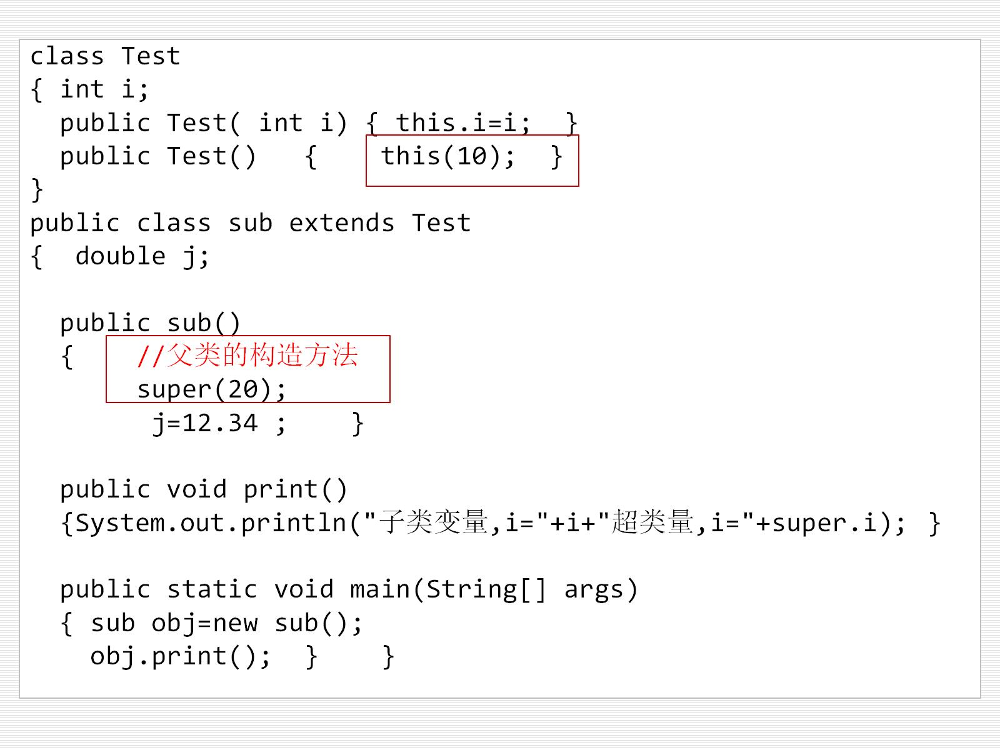 class Test
{ int i;
  public Test( int i) { this.i=i;  }
  public Test()   {    this(10);  }
}
public class sub extends Test
{  double j;
  public sub()
  {    //父类的构造方法
       super(20);
        j=12.34 ;    }
  public void print()
  {System.out.println("子类变量,i="+i+"超类量,i="+super.i); }
  public static void main(String[] args)
  { sub obj=new sub();
    obj.print();  }    }